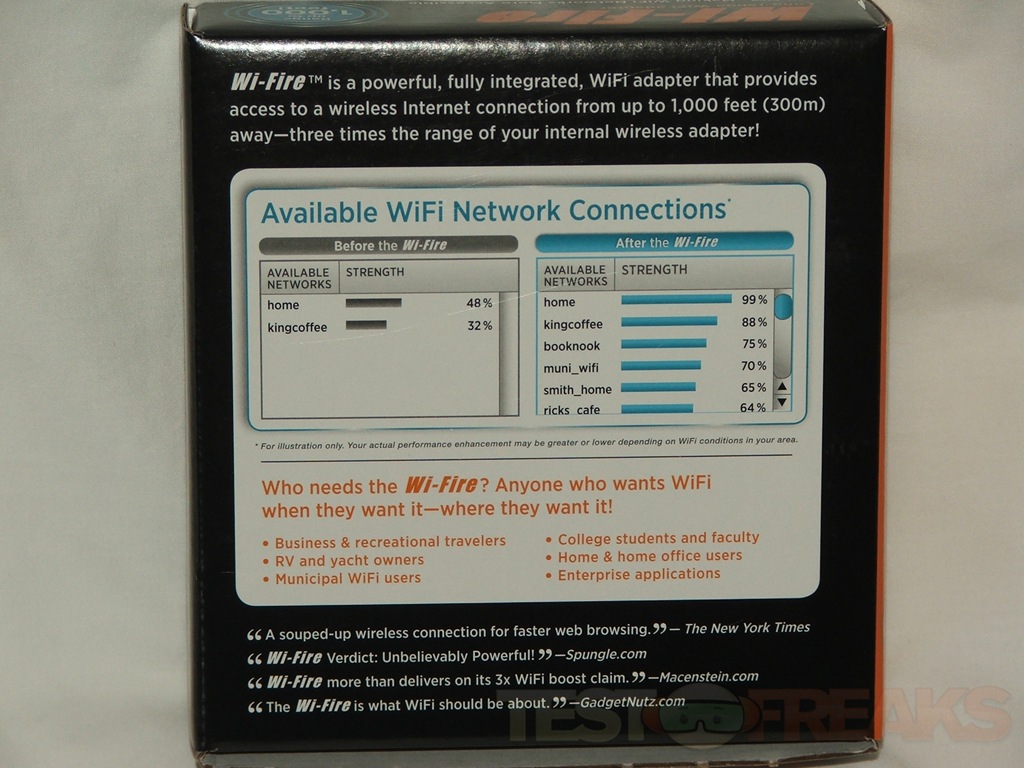 Wi-Fire
Wi-Fire™ is a powerful, fully integrated, WiFi adapter that provides
access to a wireless Internet connection from up to 1,000 feet (300m)
away—three times the range of your internal wireless adapter!
Available WiFi Network Connections*
Before the Wi-Fire
AVAILABLE NETWORKS STRENGTH
home 48%
kingcoffee 32%
After the Wi-Fire
AVAILABLE NETWORKS STRENGTH
home 99%
kingcoffee 88%
booknook 75%
muni_wifi 70%
smith_home 65%
ricks_cafe 64%
* For illustration only. Your actual performance enhancement may be greater or lower depending on WiFi conditions in your area.
Who needs the Wi-Fire? Anyone who wants WiFi
when they want it—where they want it!
• Business & recreational travelers
• RV and yacht owners
• Municipal WiFi users
• College students and faculty
• Home & home office users
• Enterprise applications
“A souped-up wireless connection for faster web browsing.”— The New York Times
“Wi-Fire Verdict: Unbelievably Powerful!”—Spungle.com
“Wi-Fire more than delivers on its 3x WiFi boost claim.”—Macenstein.com
“The Wi-Fire is what WiFi should be about.”—GadgetNutz.com
TEST FREAKS